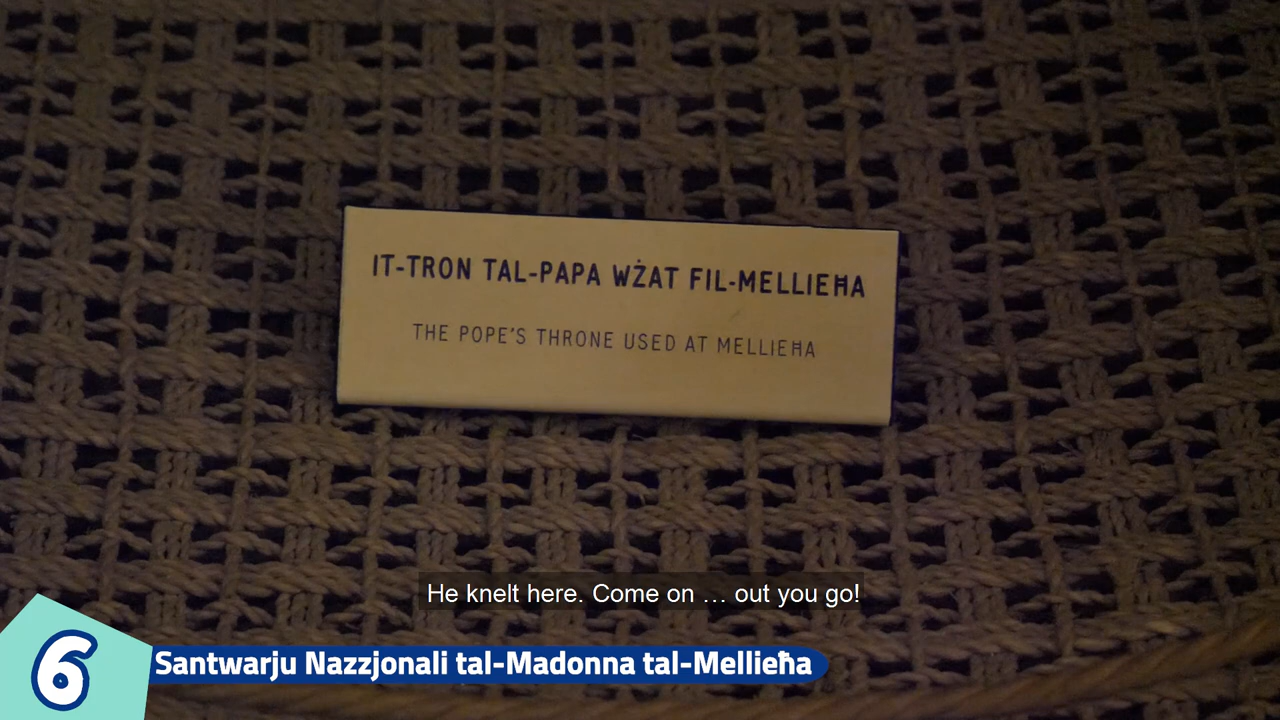 IT-TRON TAL-PAPA WŻAT FIL-MELLIEĦA
THE POPE'S THRONE USED AT MELLIEĦA
He knelt here. Come on … out you go!
6
Santwarju Nazzjonali tal-Madonna tal-Mellieħa